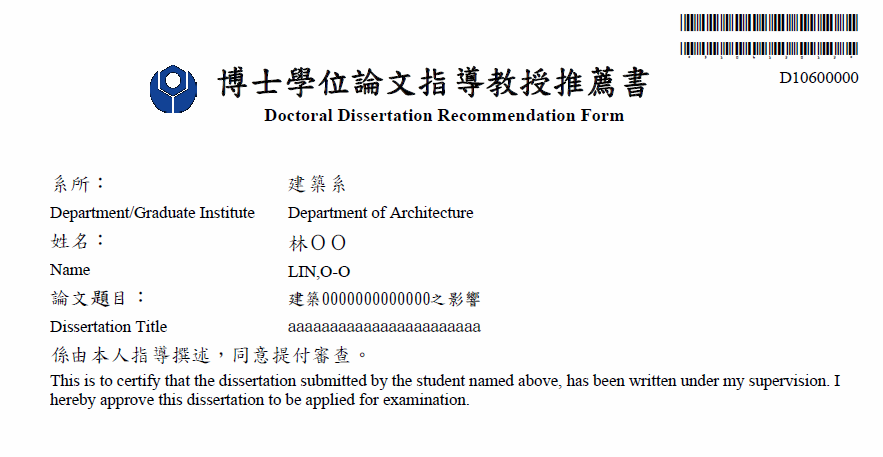 D10600000
博士學位論文指導教授推薦書
Doctoral Dissertation Recommendation Form
系所： 建築系
Department/Graduate Institute Department of Architecture
姓名： 林ＯＯ
Name LIN,O-O
論文題目： 建築0000000000000之影響
Dissertation Title aaaaaaaaaaaaaaaaaaaaaaa
係由本人指導撰述，同意提付審查。
This is to certify that the dissertation submitted by the student named above, has been written under my supervision. I
hereby approve this dissertation to be applied for examination.